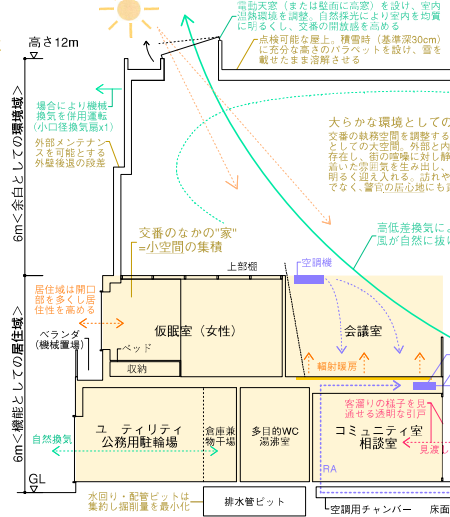 電動天窓（または壁面に高窓）を設け、室内
温熱環境を調整。自然採光により室内を均質
に明るくし、交番の開放感を高める
高さ12m
点検可能な屋上。積雪時（基準深30cm）
に充分な高さのパラペットを設け、雪を
載せたまま溶解させる
場合により機械
換気を併用運転
（小口径換気扇x1）
外部メンテナン
スを可能とする
外壁後退の段差
6m＜余白としての環境域＞
大らかな環境としての
交番の執務空間を調整する
としての大空間。外部と内
存在し、街の喧噪に対し静
着いた雰囲気を生み出し、
明るく迎え入れる。訪れや
でなく、警官の居心地にも
交番のなかの"家"
=小空間の集積
高低差換気に
風が自然に抜け
上部棚
空調機
居住域は開口
部を多くし居
住性を高める
仮眠室（女性）
会議室
ベランダ
（機械置場）
ベッド
収納
輻射暖房
6m＜機能としての居住域＞
客溜りの様子を見
通せる透明な引戸
ユーティリティ
公務用駐輪場
倉庫兼
物干場
多目的WC
湯沸室
コミュニティ室
相談室
自然換気
見渡し
GL
RA
水回り・配管ピットは
集約し掘削量を最小化
排水管ピット
空調用チャンバー
床面